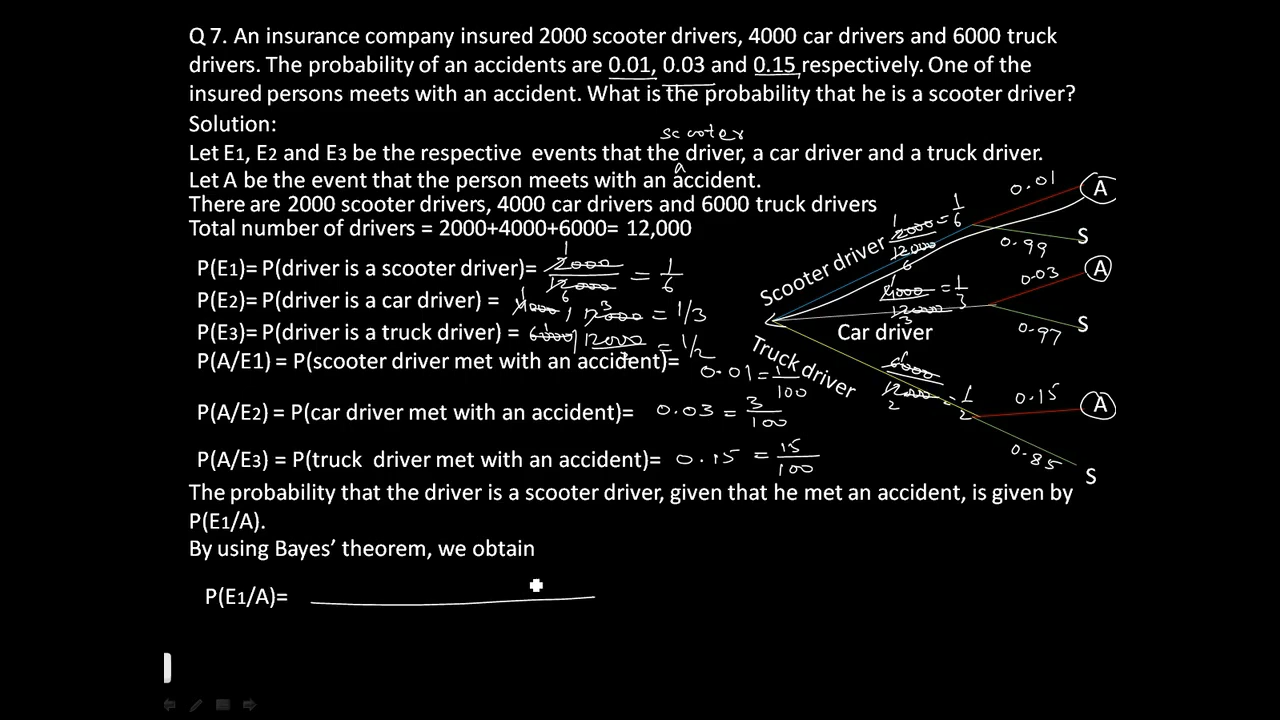 Q 7. An insurance company insured 2000 scooter drivers, 4000 car drivers and 6000 truck
drivers. The probability of an accidents are 0.01, 0.03 and 0.15 respectively. One of the
insured persons meets with an accident. What is the probability that he is a scooter driver?
Solution:
scooter
Let E1, E2 and E3 be the respective events that the driver, a car driver and a truck driver.
Let A be the event that the person meets with an accident.
There are 2000 scooter drivers, 4000 car drivers and 6000 truck drivers
Total number of drivers = 2000+4000+6000= 12,000
P(E1)= P(driver is a scooter driver)= 2000/12000 1 6 = 1/6
P(E2)= P(driver is a car driver) = 4000/12000 1 3 = 1/3
P(E3)= P(driver is a truck driver) = 6000/12000 2 = 1/2
P(A/E1) = P(scooter driver met with an accident)= 0.01 = 1/100
P(A/E2) = P(car driver met with an accident)= 0.03 = 3/100
P(A/E3) = P(truck driver met with an accident)= 0.15 = 15/100
The probability that the driver is a scooter driver, given that he met an accident, is given by
P(E1/A).
By using Bayes' theorem, we obtain
P(E1/A)=
Scooter driver
1 2000/12000 6 = 1/6
0.01
A
0.99
S
Car driver
1 4000/12000 3 = 1/3
0.03
A
0.97
S
Truck driver
6000/12000 2 = 1/2
0.15
A
0.85
S